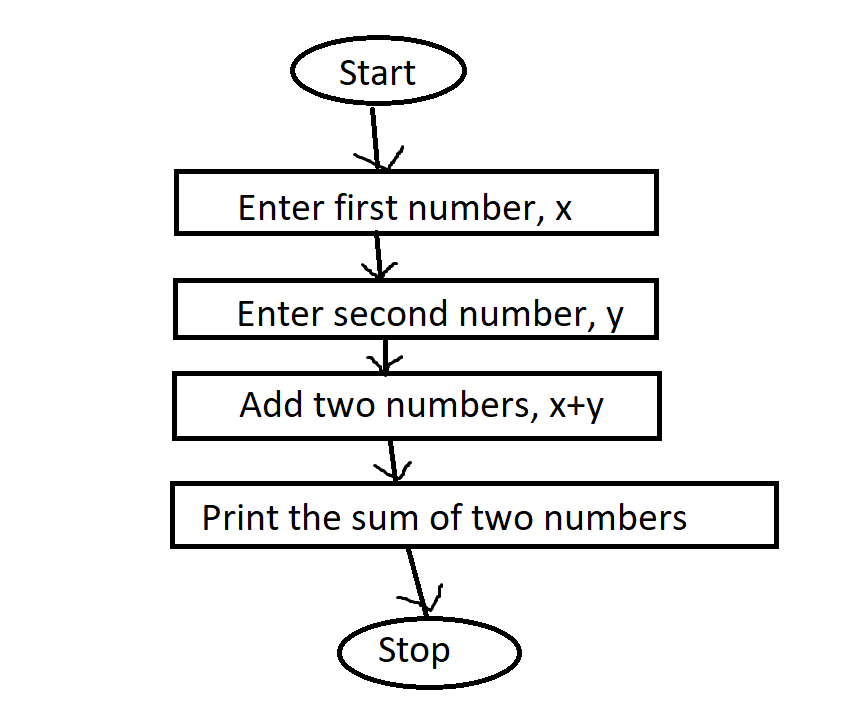 Start
Enter first number, x
Enter second number, y
Add two numbers, x+y
Print the sum of two numbers
Stop